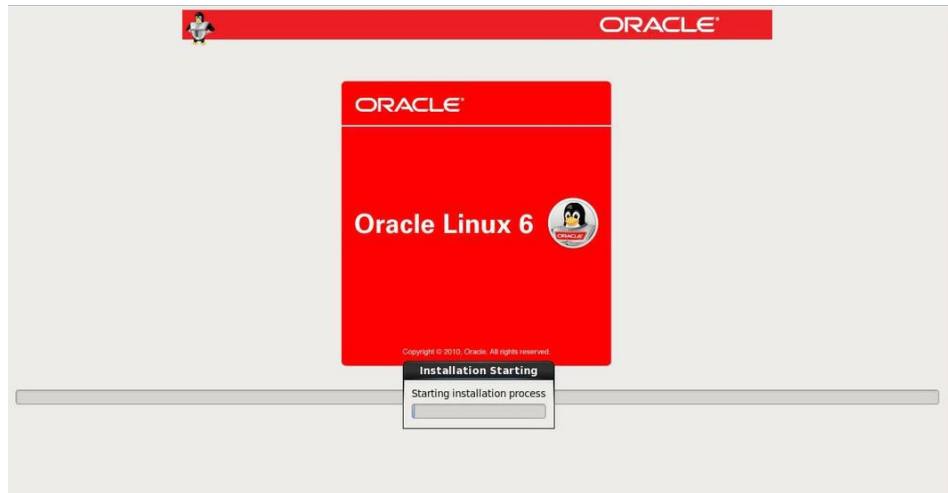 ORACLE®
ORACLE®
Oracle Linux 6
ORACLE
Copyright © 2010, Oracle. All rights reserved.
Installation Starting
Starting installation process